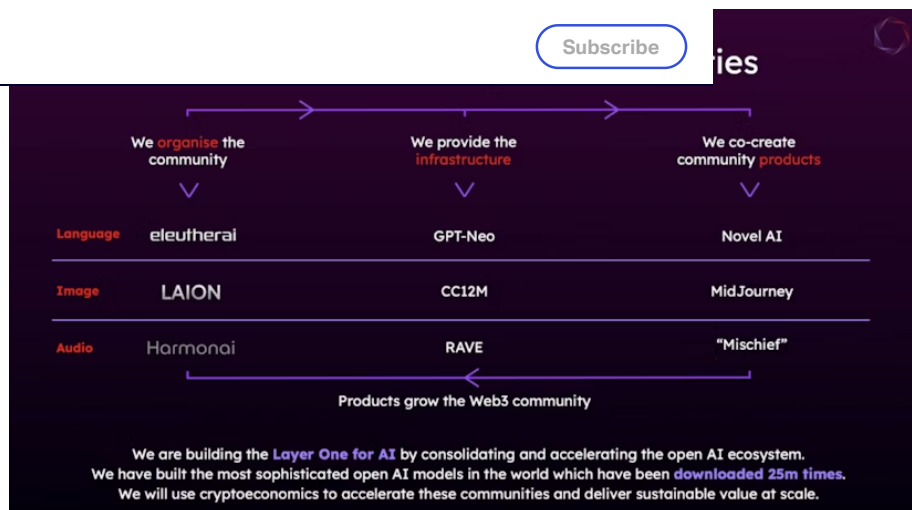 Subscribe
ies
We organise the
community
We provide the
infrastructure
We co-create
community products
Language
eleutherai
GPT-Neo
Novel AI
Image
LAION
CC12M
MidJourney
Audio
Harmonai
RAVE
“Mischief”
Products grow the Web3 community
We are building the Layer One for AI by consolidating and accelerating the open AI ecosystem.
We have built the most sophisticated open AI models in the world which have been downloaded 25m times.
We will use cryptoeconomics to accelerate these communities and deliver sustainable value at scale.